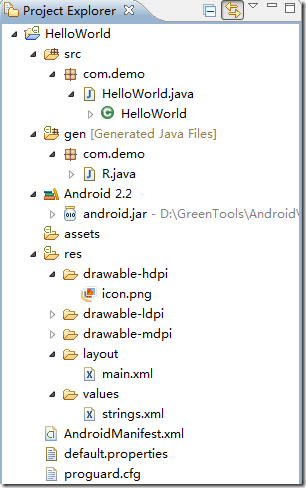 Project Explorer
HelloWorld
src
com.demo
HelloWorld.java
HelloWorld
gen [Generated Java Files]
com.demo
R.java
Android 2.2
android.jar - D:\GreenTools\Android\
assets
res
drawable-hdpi
icon.png
drawable-ldpi
drawable-mdpi
layout
main.xml
values
strings.xml
AndroidManifest.xml
default.properties
proguard.cfg